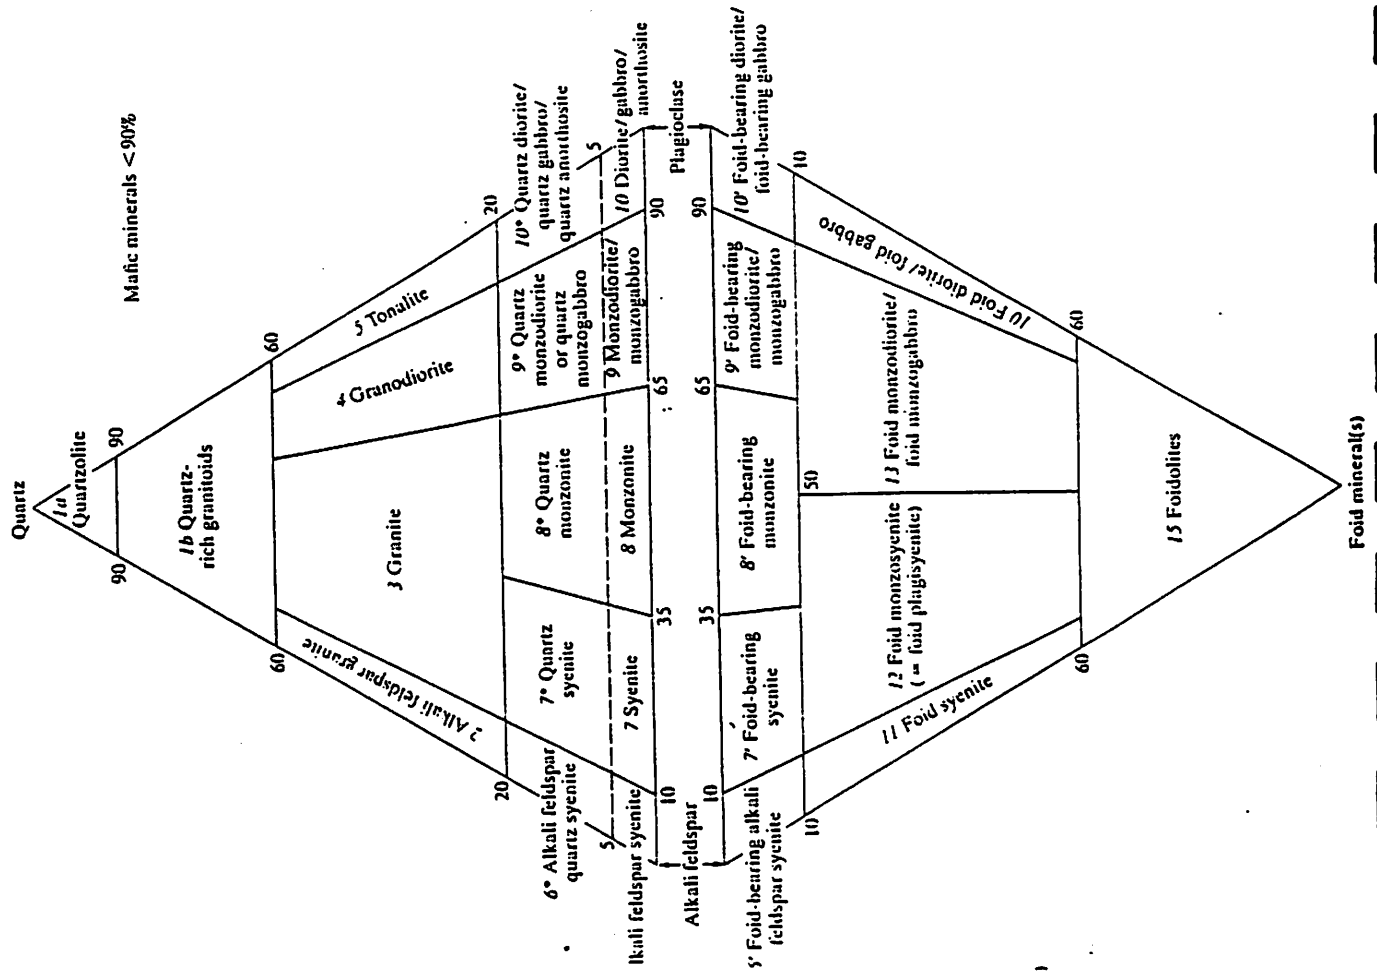 Quartz
Mafic minerals <90%
1a
Quartzolite
90
90
1b Quartz-
rich granitoids
60
60
2 Alkali feldspar granite
3 Granite
4 Granodiorite
5 Tonalite
20
20
6* Alkali feldspar
quartz syenite
7* Quartz
syenite
8* Quartz
monzonite
9* Quartz
monzodiorite
or quartz
monzogabbro
10* Quartz diorite/
quartz gabbro/
quartz anorthosite
5
5
lkali feldspar syenite
7 Syenite
8 Monzonite
9 Monzodiorite/
monzogabbro
10 Diorite/gabbro/
anorthosite
10
35
65
90
Alkali feldspar
Plagioclase
10
35
65
90
5' Foid-bearing alkali
feldspar syenite
7' Foid-bearing
syenite
8' Foid-bearing
monzonite
9' Foid-bearing
monzodiorite/
monzogabbro
10' Foid-bearing diorite/
foid-bearing gabbro
10
50
10
11 Foid syenite
12 Foid monzosyenite
(= foid plagisyenite)
13 Foid monzodiorite/
foid monzogabbro
10 Foid diorite/ foid gabbro
60
60
15 Foidolites
Foid mineral(s)